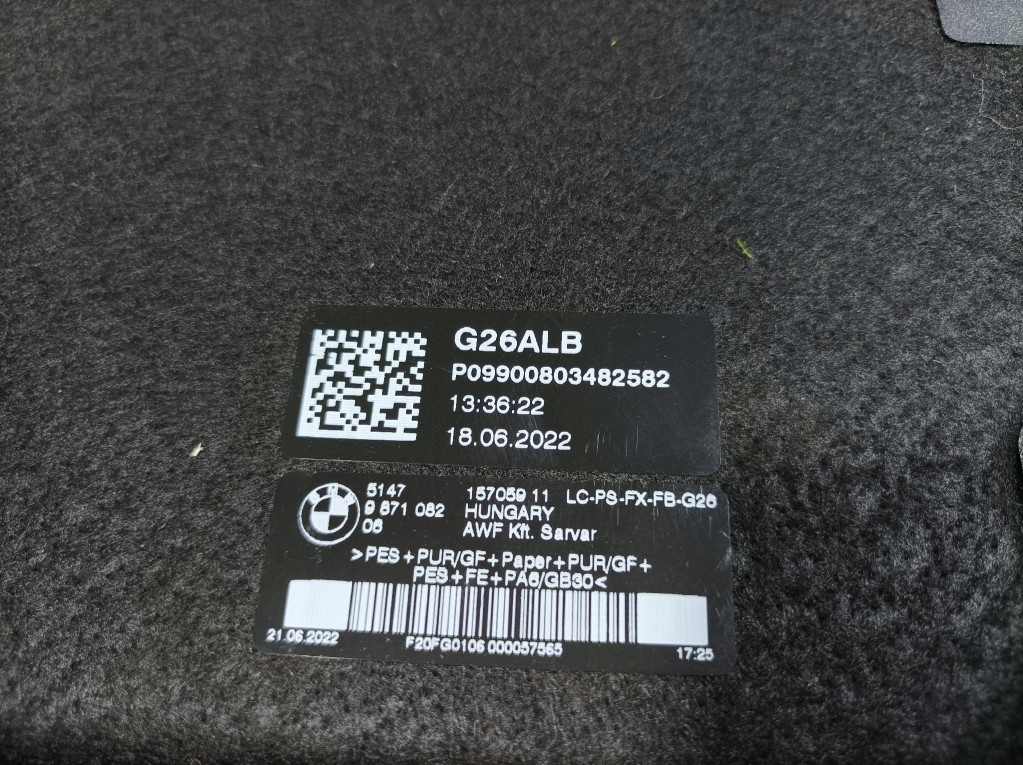 G26ALB
P09900803482582
13:36:22
18.06.2022
BMW
5147 157059 11 LC-PS-FX-FB-G26
9 871 082 HUNGARY
06 AWF Kft. Sarvar
>PES+PUR/GF+Paper+PUR/GF+
PES+FE+PA6/GB30<
21.06.2022 F20FG0106 000057565 17:25